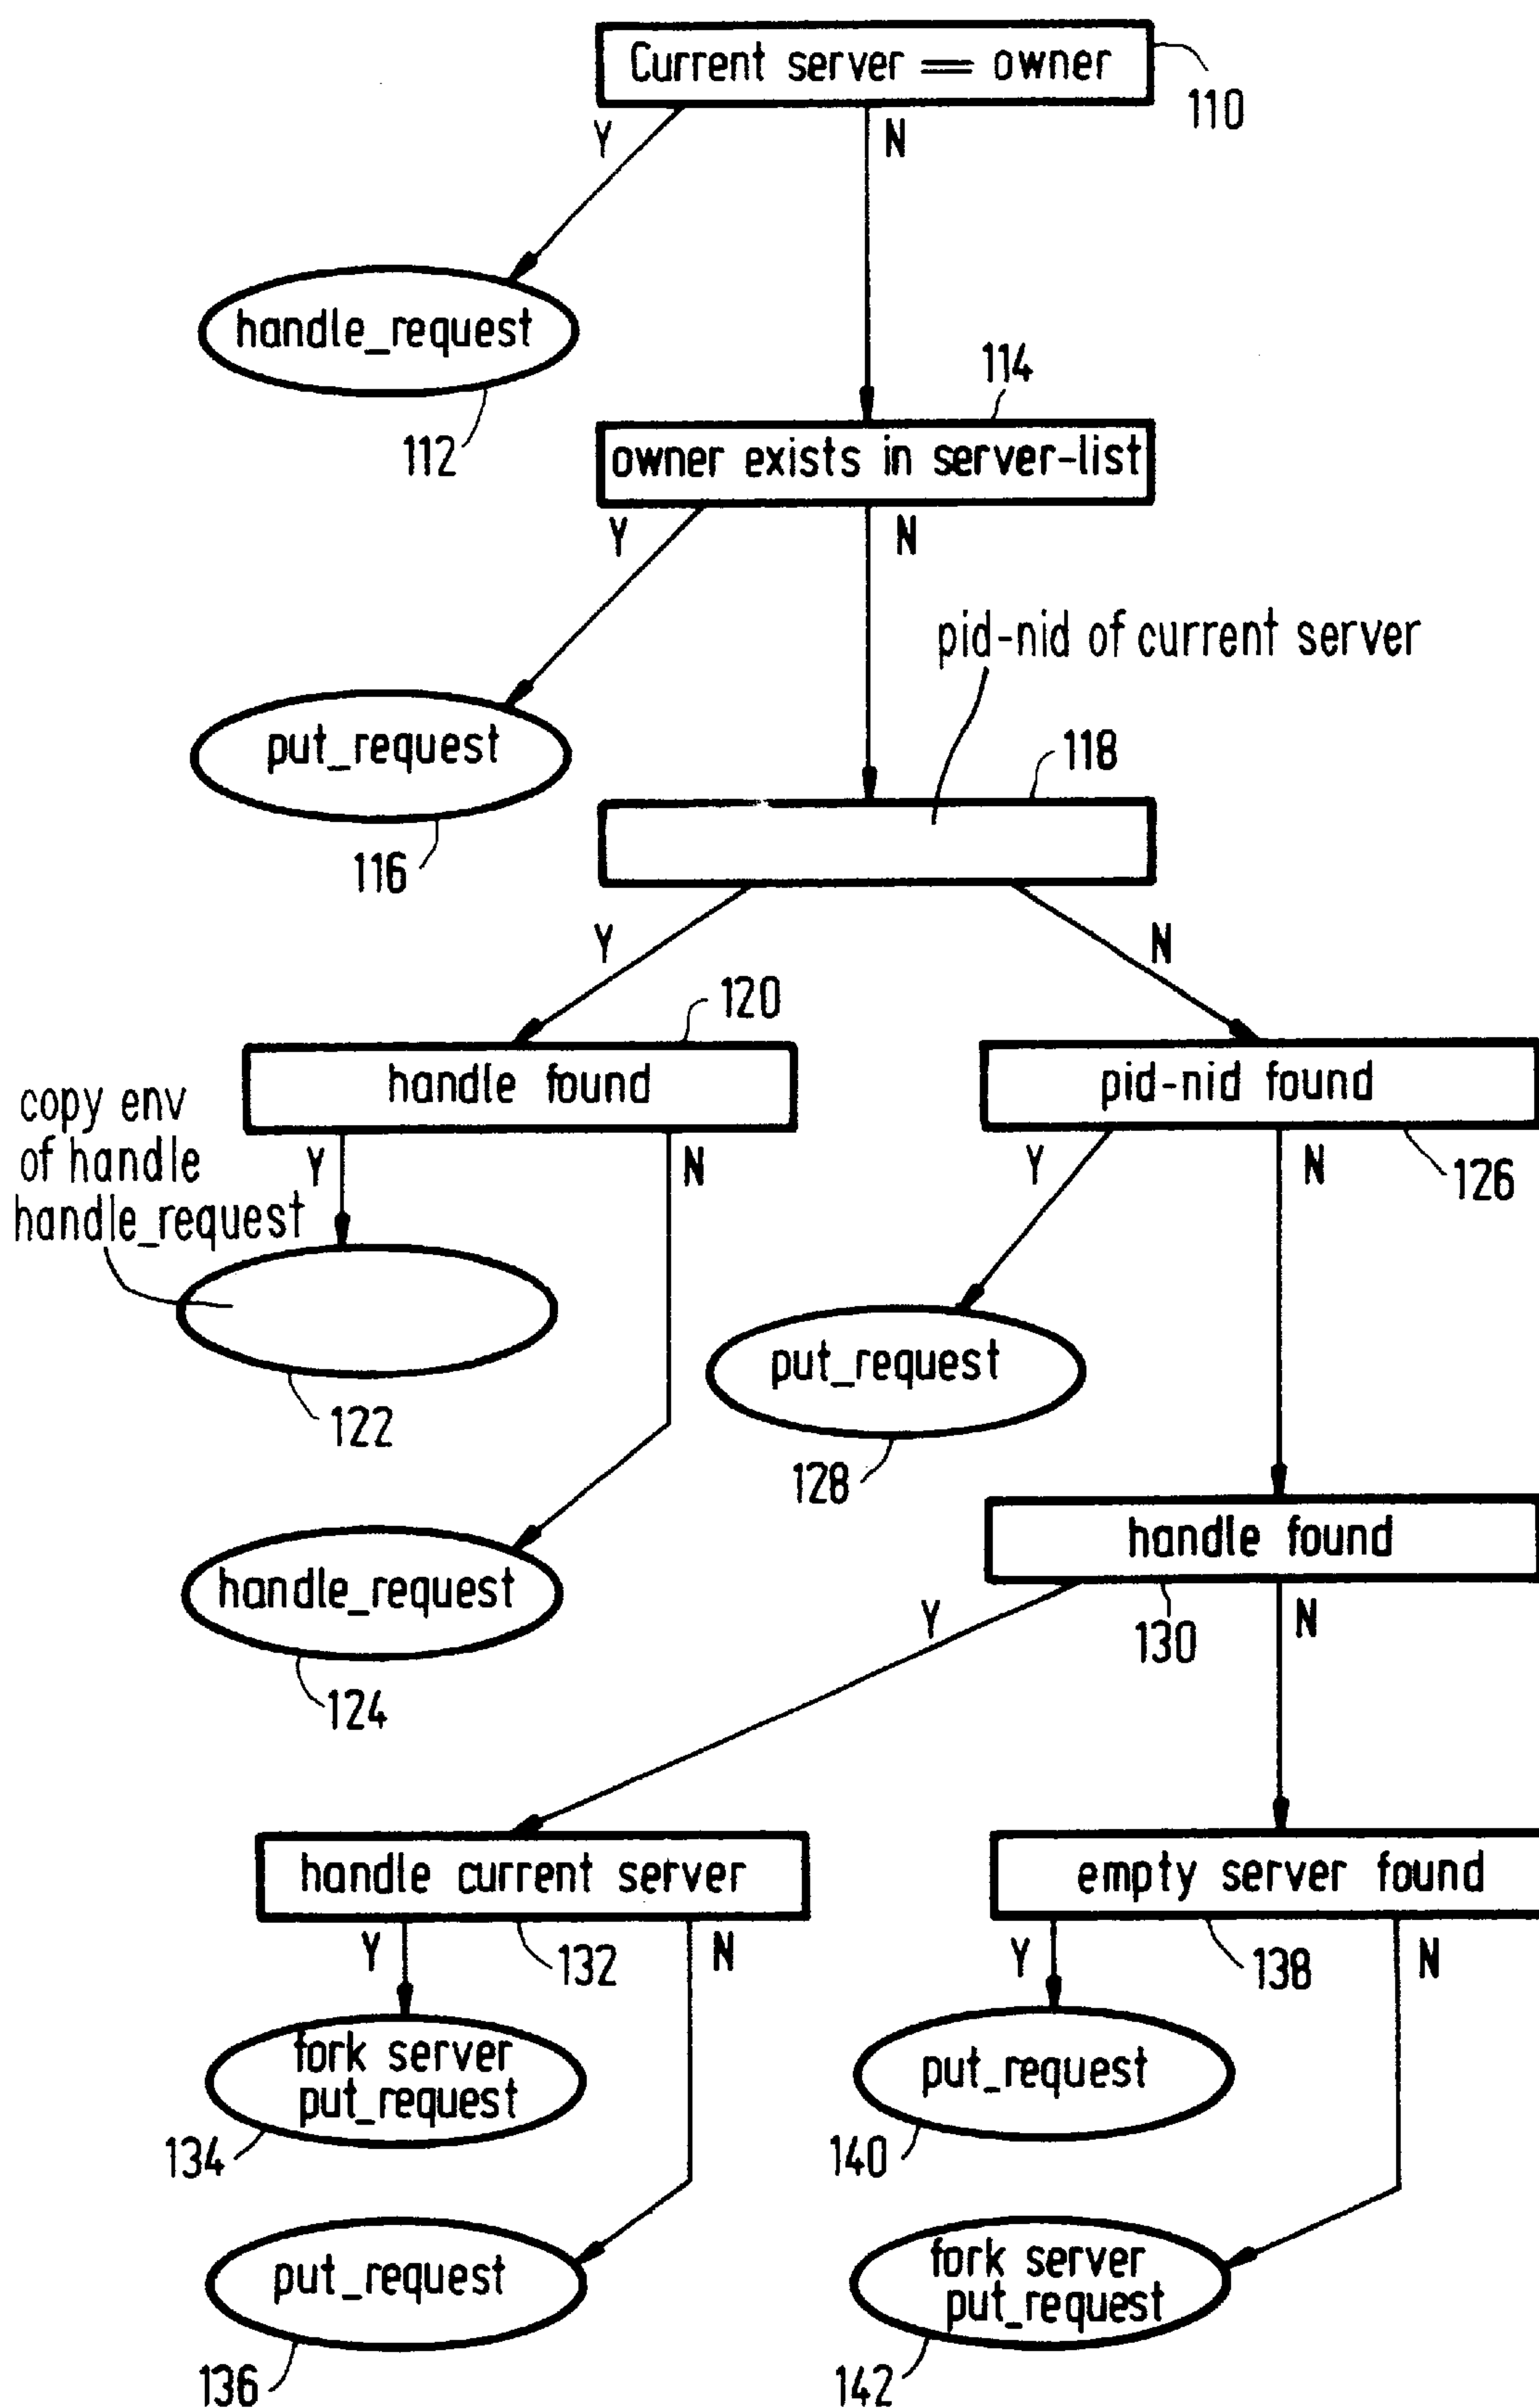 Current server == owner
110
Y
N
handle_request
112
114
owner exists in server-list
Y
N
pid-nid of current server
put_request
116
118
Y
N
120
handle found
pid-nid found
126
copy env
of handle
handle_request
Y
N
Y
N
122
put_request
128
handle found
130
handle_request
124
Y
N
handle current server
132
empty server found
138
Y
N
Y
N
fork server
put_request
134
put_request
140
put_request
136
fork server
put_request
142